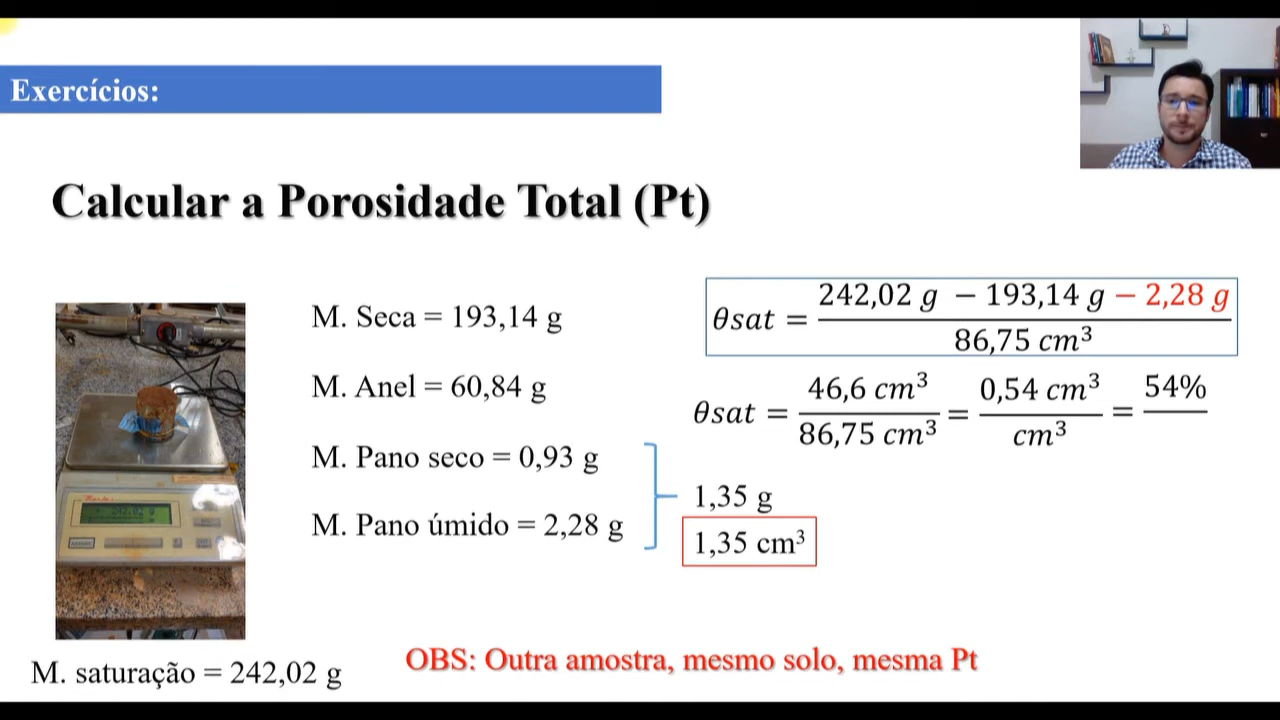 Exercícios:
Calcular a Porosidade Total (Pt)
M. Seca = 193,14 g
M. Anel = 60,84 g
M. Pano seco = 0,93 g
M. Pano úmido = 2,28 g
θsat = (242,02 g − 193,14 g − 2,28 g) / 86,75 cm³
θsat = 46,6 cm³ / 86,75 cm³ = 0,54 cm³ / cm³ = 54%
1,35 g
1,35 cm³
M. saturação = 242,02 g
OBS: Outra amostra, mesmo solo, mesma Pt